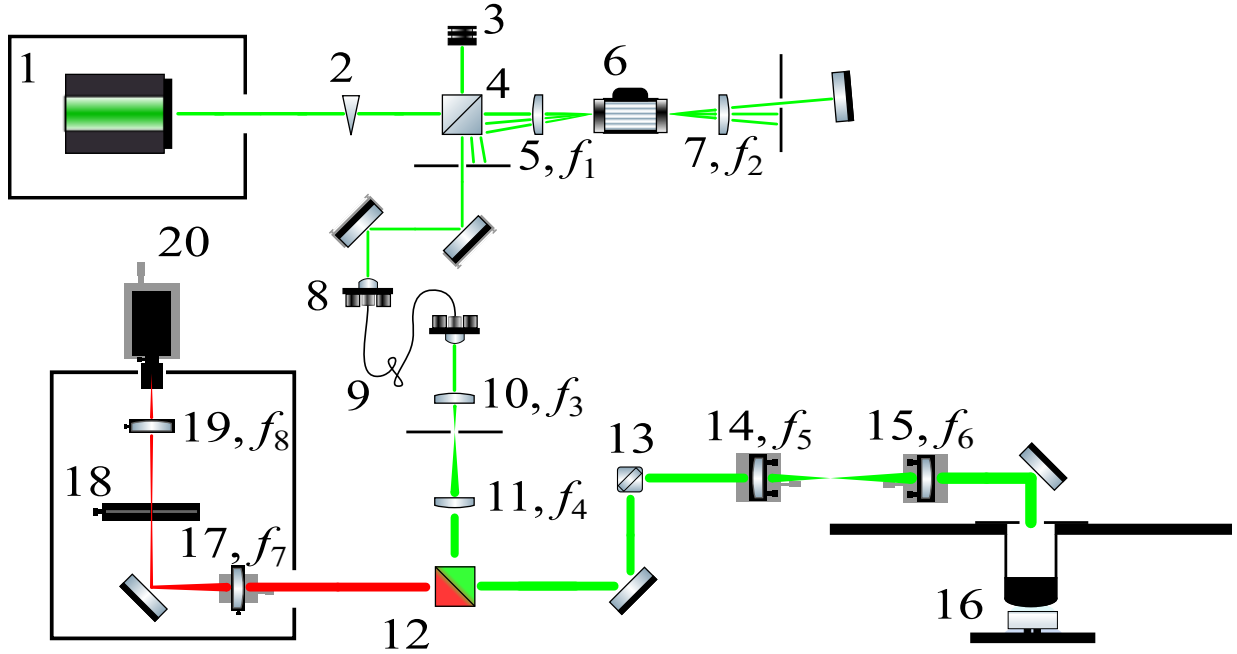 1
2
3
4
5, f₁
6
7, f₂
8
9
10, f₃
11, f₄
12
13
14, f₅
15, f₆
16
17, f₇
18
19, f₈
20